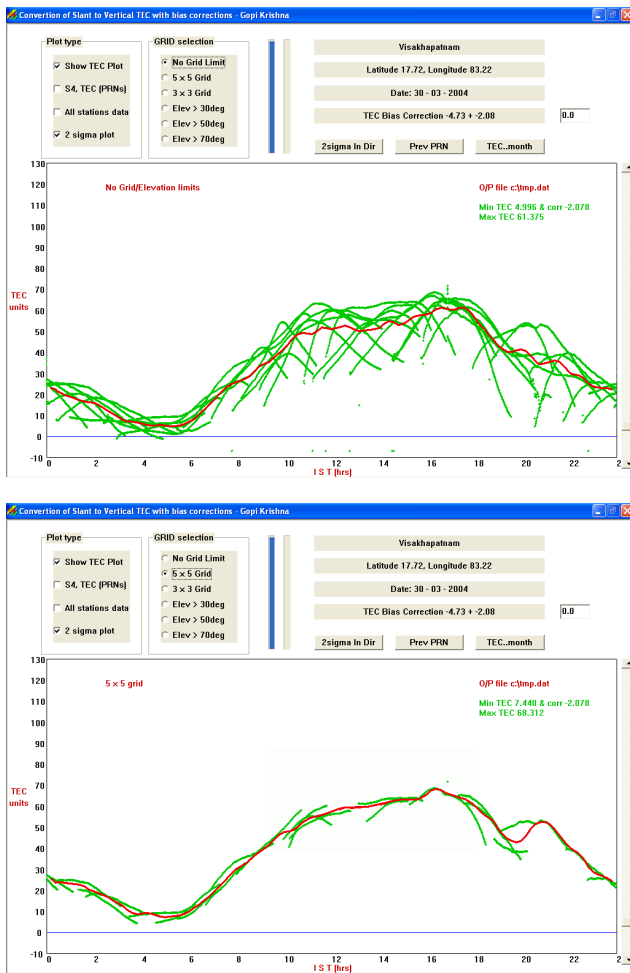 Convertion of Slant to Vertical TEC with bias corrections - Gopi Krishna
Plot type
Show TEC Plot
S4, TEC (PRNs)
All stations data
2 sigma plot
GRID selection
No Grid Limit
5 x 5 Grid
3 x 3 Grid
Elev > 30deg
Elev > 50deg
Elev > 70deg
Visakhapatnam
Latitude 17.72, Longitude 83.22
Date: 30 - 03 - 2004
TEC Bias Correction -4.73 + -2.08
0.0
2sigma In Dir
Prev PRN
TEC..month
No Grid/Elevation limits
O/P file c:\tmp.dat
Min TEC 4.996 & corr -2.078
Max TEC 61.375
130
120
110
100
90
80
70
60
50
40
30
20
10
0
-10
TEC
units
0 2 4 6 8 10 12 14 16 18 20 22 2
I S T (hrs)
Convertion of Slant to Vertical TEC with bias corrections - Gopi Krishna
Plot type
Show TEC Plot
S4, TEC (PRNs)
All stations data
2 sigma plot
GRID selection
No Grid Limit
5 x 5 Grid
3 x 3 Grid
Elev > 30deg
Elev > 50deg
Elev > 70deg
Visakhapatnam
Latitude 17.72, Longitude 83.22
Date: 30 - 03 - 2004
TEC Bias Correction -4.73 + -2.08
0.0
2sigma In Dir
Prev PRN
TEC..month
5 x 5 grid
O/P file c:\tmp.dat
Min TEC 7.440 & corr -2.078
Max TEC 68.312
130
120
110
100
90
80
70
60
50
40
30
20
10
0
-10
TEC
units
0 2 4 6 8 10 12 14 16 18 20 22 2
I S T (hrs)